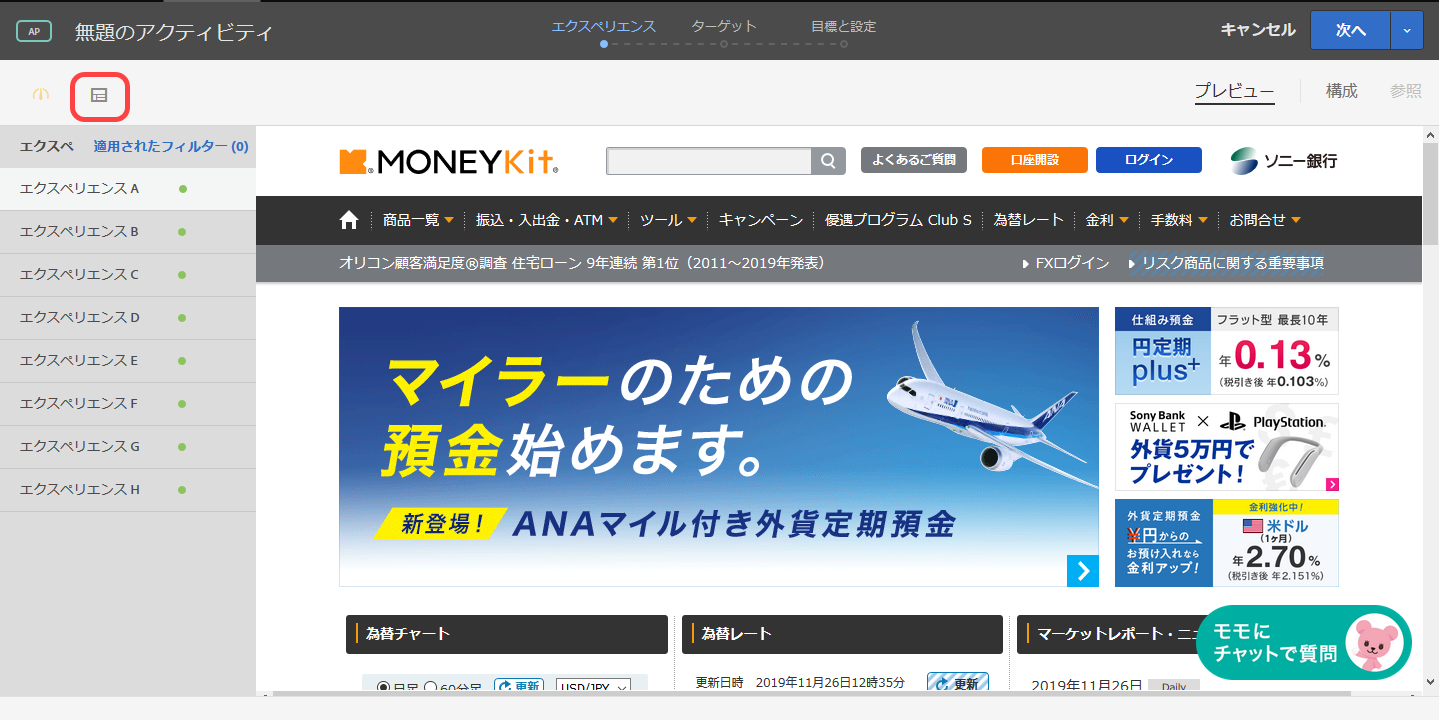 AP
無題のアクティビティ
エクスペリエンス
ターゲット
目標と設定
キャンセル
次へ
プレビュー
構成
参照
エクスペ
適用されたフィルター (0)
エクスペリエンス A
エクスペリエンス B
エクスペリエンス C
エクスペリエンス D
エクスペリエンス E
エクスペリエンス F
エクスペリエンス G
エクスペリエンス H
MONEYKit.
よくあるご質問
口座開設
ログイン
ソニー銀行
商品一覧
振込・入出金・ATM
ツール
キャンペーン
優遇プログラム Club S
為替レート
金利
手数料
お問合せ
オリコン顧客満足度®調査 住宅ローン 9年連続 第1位（2011～2019年発表）
FXログイン
リスク商品に関する重要事項
マイラーのための
預金始めます。
新登場！
ANAマイル付き外貨定期預金
ANA
仕組み預金
フラット型 最長10年
円定期
plus+
年0.13%
(税引き後 年0.103%)
Sony Bank
WALLET
×
PlayStation.
外貨5万円で
プレゼント！
外貨定期預金
¥円からの
お預け入れなら
金利アップ！
金利強化中！
米ドル
(1ヶ月)
年2.70%
(税引き後 年2.151%)
為替チャート
為替レート
マーケットレポート・ニュ
日足
60分足
更新
USD/JPY
更新日時 2019年11月26日12時35分
更新
2019年11月26日
Daily
モモに
チャットで質問